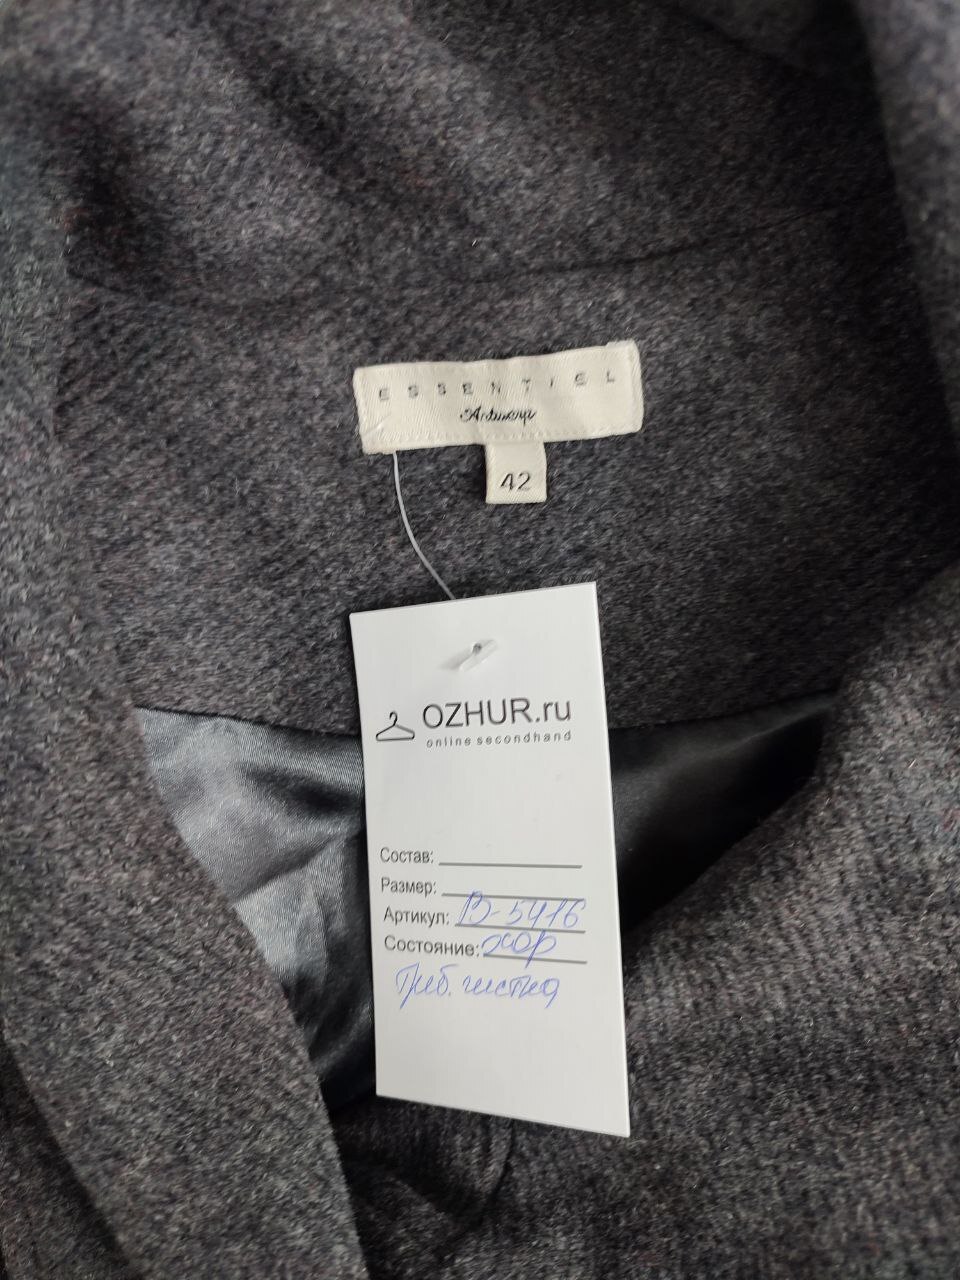 ESSENTIEL
Antwerp
42
OZHUR.ru
online secondhand
Состав:
Размер:
Артикул: В-5416
Состояние: хор
Треб. чистка